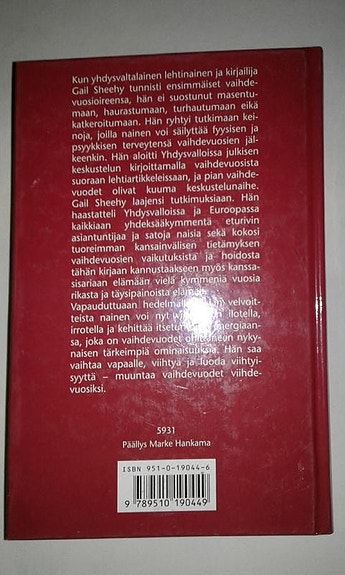 Kun yhdysvaltalainen lehtinainen ja kirjailija
Gail Sheehy tunnisti ensimmäiset vaihde-
vuosioireensa, hän ei suostunut masentu-
maan, haurastumaan, turhautumaan eikä
katkeroitumaan. Hän ryhtyi tutkimaan kei-
noja, joilla nainen voi säilyttää fyysisen ja
psyykkisen terveytensä vaihdevuosien jäl-
keenkin. Hän aloitti Yhdysvalloissa julkisen
keskustelun kirjoittamalla vaihdevuosista
suoraan lehtiartikkeleissaan, ja pian vaihde-
vuodet olivat kuuma keskustelunaihe.
Gail Sheehy laajensi tutkimuksiaan. Hän
haastatteli Yhdysvalloissa ja Euroopassa
kaikkiaan yhdeksääkymmentä eturivin
asiantuntijaa ja satoja naisia sekä kokosi
tuoreimman kansainvälisen tietämyksen
vaihdevuosien vaikutuksista ja hoidosta
tähän kirjaan kannustaakseen myös kanssa-
sisariaan elämään vielä kymmeniä vuosia
rikasta ja täysipainoista elämää.
Vapauduttuaan velvoit-
teista nainen voi nyt illotella,
irrotella ja kehittää
sa, joka on vaihdevuodet nyky-
naisen tärkeimpiä ominaisuuksia. Hän saa
vaihtaa vapaalle, viihtyä ja luoda viihtyi-
syyttä – muuntaa vaihdevuodet viihde-
vuosiksi.
5931
Päällys Marke Hankama
ISBN 951-0-19044-6
9 789510 190449